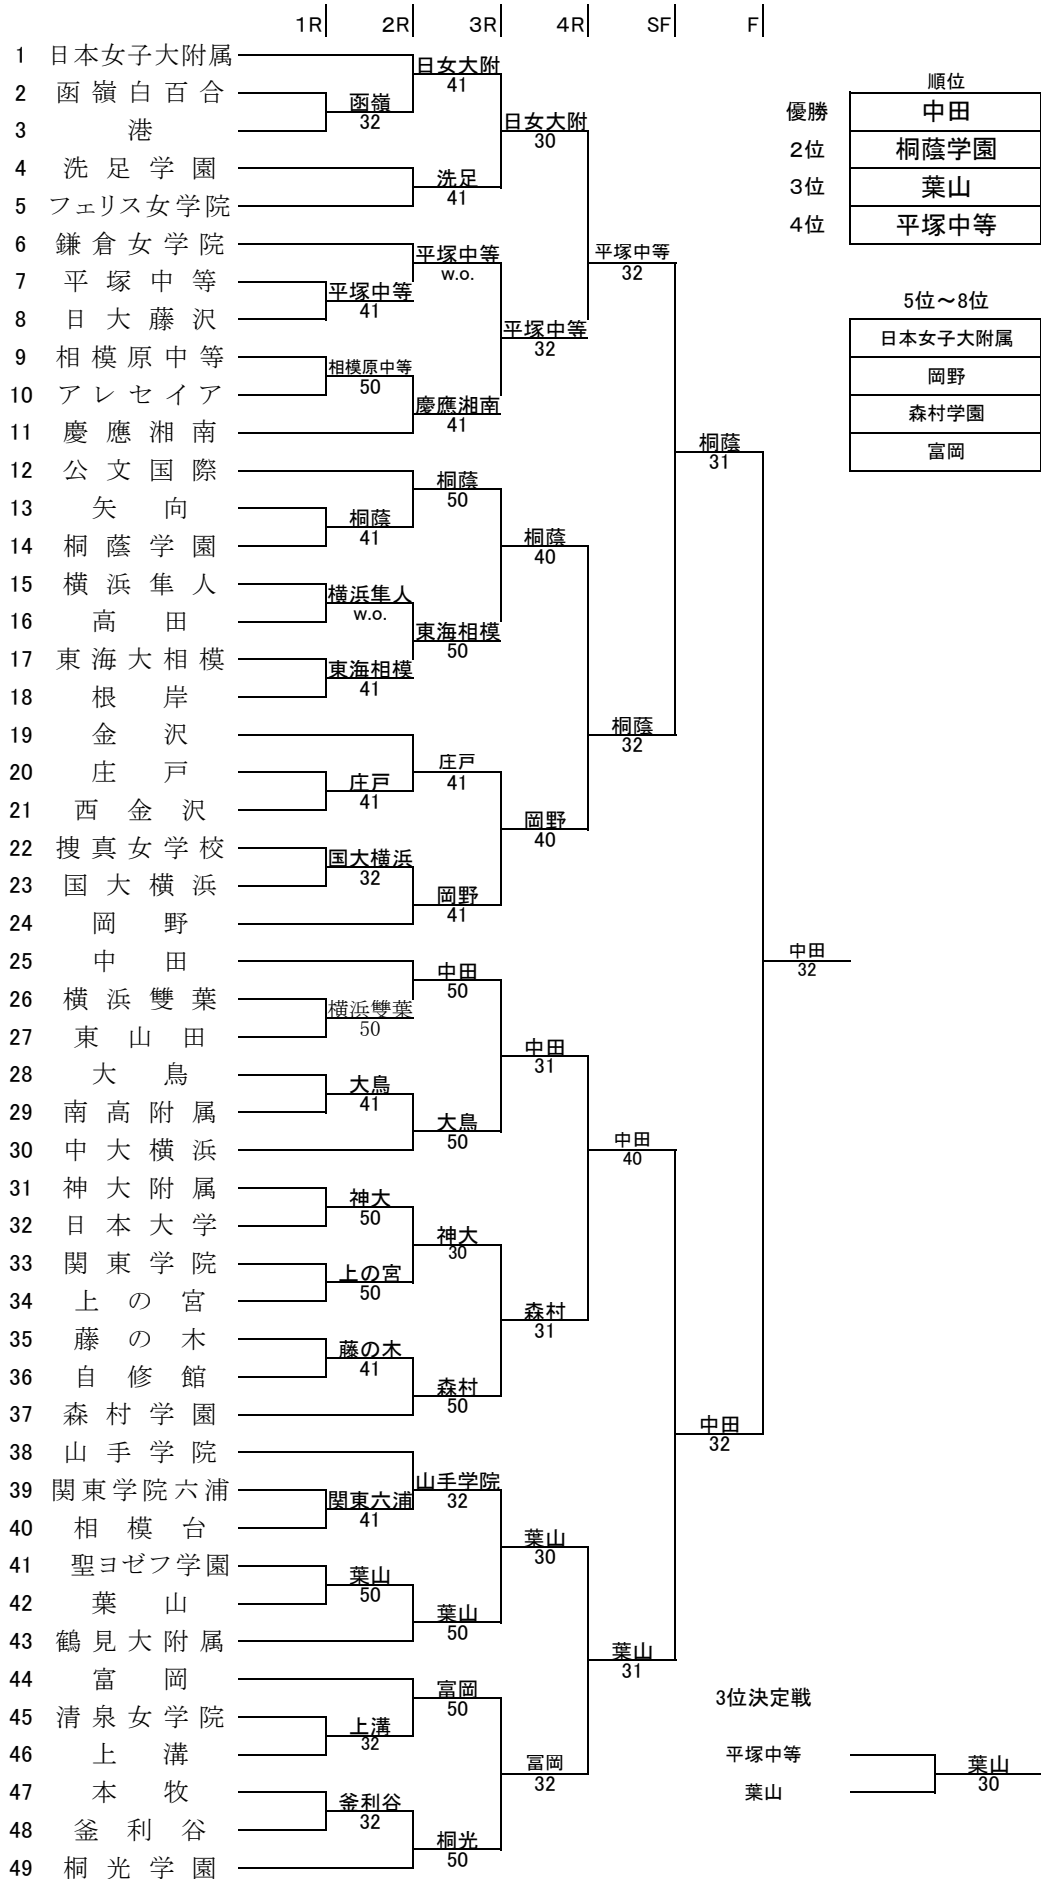 1R 2R 3R 4R SF F
1 日本女子大附属
2 函嶺白百合
3 港
4 洗足学園
5 フェリス女学院
6 鎌倉女学院
7 平塚中等
8 日大藤沢
9 相模原中等
10 アレセイア
11 慶應湘南
12 公文国際
13 矢向
14 桐蔭学園
15 横浜隼人
16 高田
17 東海大相模
18 根岸
19 金沢
20 庄戸
21 西金沢
22 捜真女学校
23 国大横浜
24 岡野
25 中田
26 横浜雙葉
27 東山田
28 大鳥
29 南高附属
30 中大横浜
31 神大附属
32 日本大学
33 関東学院
34 上の宮
35 藤の木
36 自修館
37 森村学園
38 山手学院
39 関東学院六浦
40 相模台
41 聖ヨゼフ学園
42 葉山
43 鶴見大附属
44 富岡
45 清泉女学院
46 上溝
47 本牧
48 釜利谷
49 桐光学園
函嶺
32
平塚中等
41
相模原中等
50
桐蔭
41
横浜隼人
w.o.
東海相模
41
庄戸
41
国大横浜
32
横浜雙葉
50
大鳥
41
神大
50
上の宮
50
藤の木
41
関東六浦
41
葉山
50
上溝
32
釜利谷
32
日女大附
41
洗足
41
平塚中等
w.o.
慶應湘南
41
桐蔭
50
東海相模
50
庄戸
41
岡野
41
中田
50
大鳥
50
神大
30
森村
50
山手学院
32
葉山
50
富岡
50
桐光
50
日女大附
30
平塚中等
32
桐蔭
40
岡野
40
中田
31
森村
31
葉山
30
冨岡
32
平塚中等
32
桐蔭
32
中田
40
葉山
31
桐蔭
31
中田
32
中田
32
順位
優勝 中田
2位 桐蔭学園
3位 葉山
4位 平塚中等
5位～8位
日本女子大附属
岡野
森村学園
富岡
3位決定戦
平塚中等
葉山
葉山
30